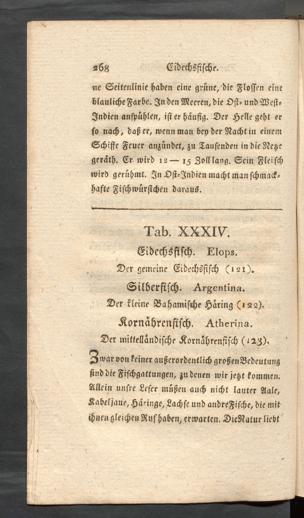 268 Eidechsfische.
ne Seitenlinie haben eine grüne, die Flossen eine
blauliche Farbe. In den Meeren, die Ost- und West-
Indien anspühlen, ist er häufig. Der Helle geht er
so nach, daß er, wenn man bey der Nacht in einem
Schiffe Feuer anzündet, zu Tausenden in die Netze
geräth. Er wird 12 — 15 Zoll lang. Sein Fleisch
wird gerühmt. In Ost-Indien macht man schmack-
hafte Fischwürstchen daraus.
Tab. XXXIV.
Eidechsfisch. Elops.
Der gemeine Eidechsfisch (121).
Silberfisch. Argentina.
Der kleine Bahamische Häring (122).
Kornährenfisch. Atherina.
Der mittelländische Kornährenfisch (123).
Zwar von keiner außerordentlich großen Bedeutung
sind die Fischgattungen, zu denen wir jetzt kommen.
Allein unsre Leser müßen auch nicht lauter Aale,
Kabeljaue, Häringe, Lachse und andre Fische, die mit
ihnen gleichen Ruf haben, erwarten. Die Natur liebt